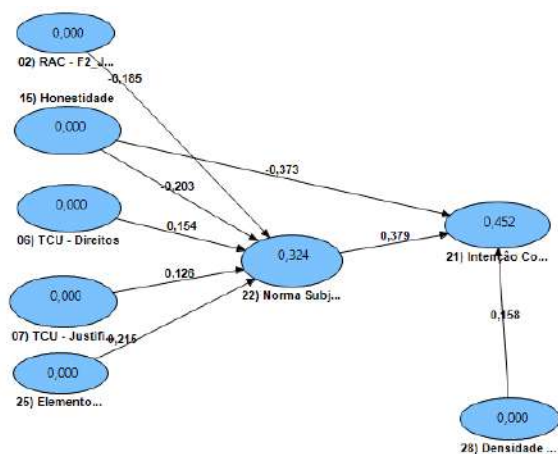 0,000
02) RAC - F2_J...
-0,185
15) Honestidade
0,000
-0,373
-0,203
0,000
0,154
0,452
06) TCU - Direitos
0,379
21) Intenção Co...
0,324
0,126
22) Norma Subj...
0,000
0,158
07) TCU - Justifi...
0,215
0,000
25) Elemento...
0,000
28) Densidade ...